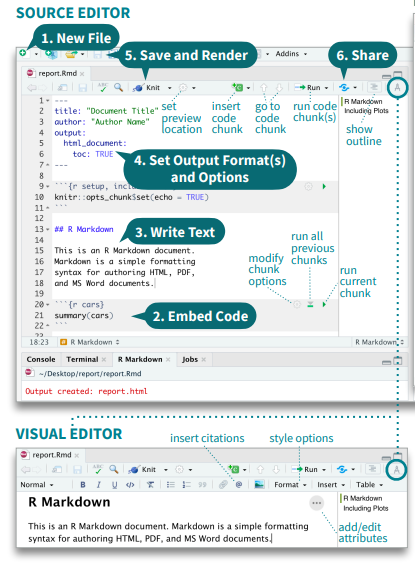 SOURCE EDITOR
1. New File
5. Save and Render
6. Share
Addins
report.Rmd
Knit
Run
set preview location
insert code chunk
go to code chunk
run code chunk(s)
R Markdown
Including Plots
show outline
1 ---
2 title: "Document Title"
3 author: "Author Name"
4 output:
5 html_document:
6 toc: TRUE
7 ---
8
4. Set Output Format(s) and Options
9 ```{r setup, inclu
10 knitr::opts_chunk$set(echo = TRUE)
11 ```
12
13 ## R Markdown
14
3. Write Text
15 This is an R Markdown document.
16 Markdown is a simple formatting
17 syntax for authoring HTML, PDF,
18 and MS Word documents.
19
modify chunk options
run all previous chunks
run current chunk
20 ```{r cars}
21 summary(cars)
22 ```
2. Embed Code
18:23 R Markdown R Markdown
Console Terminal R Markdown Jobs
~/Desktop/report/report.Rmd
Output created: report.html
VISUAL EDITOR
insert citations
style options
report.Rmd
Knit
Run
Normal B I U </> Format Insert Table
R Markdown
R Markdown
Including Plots
This is an R Markdown document. Markdown is a simple formatting
syntax for authoring HTML, PDF, and MS Word documents.
add/edit attributes